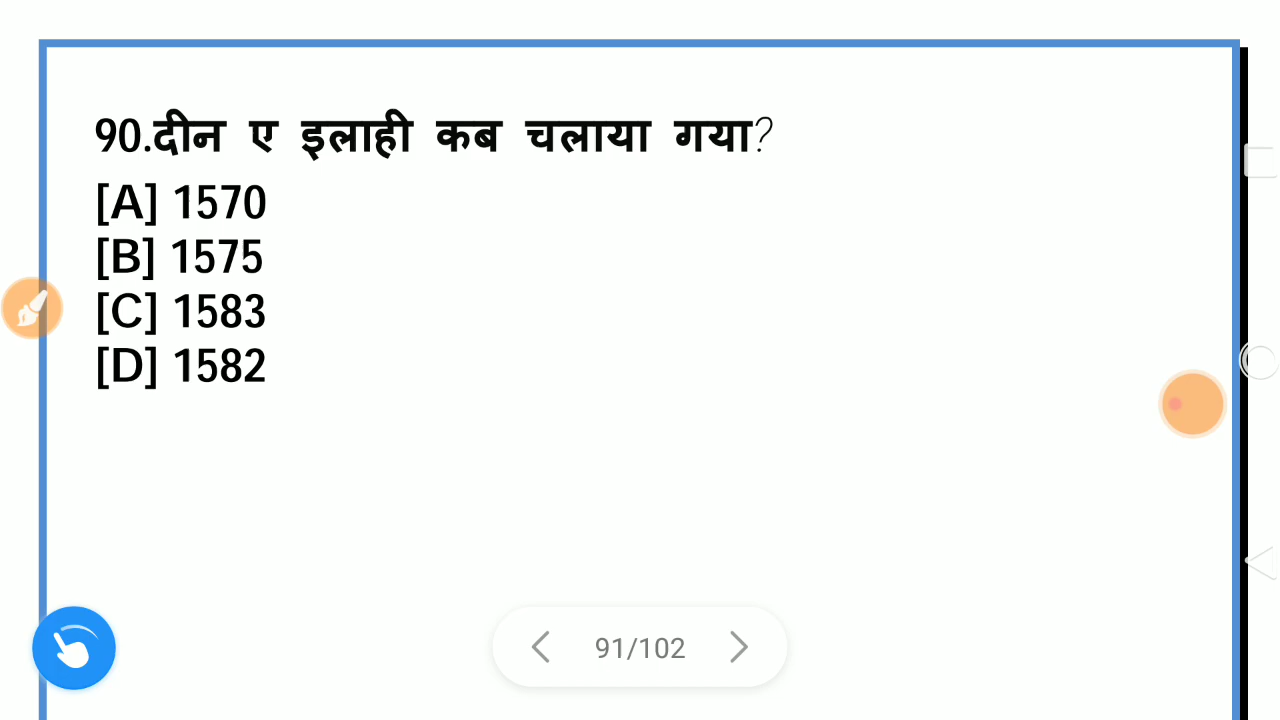 90.दीन ए इलाही कब चलाया गया?
[A] 1570
[B] 1575
[C] 1583
[D] 1582
91/102